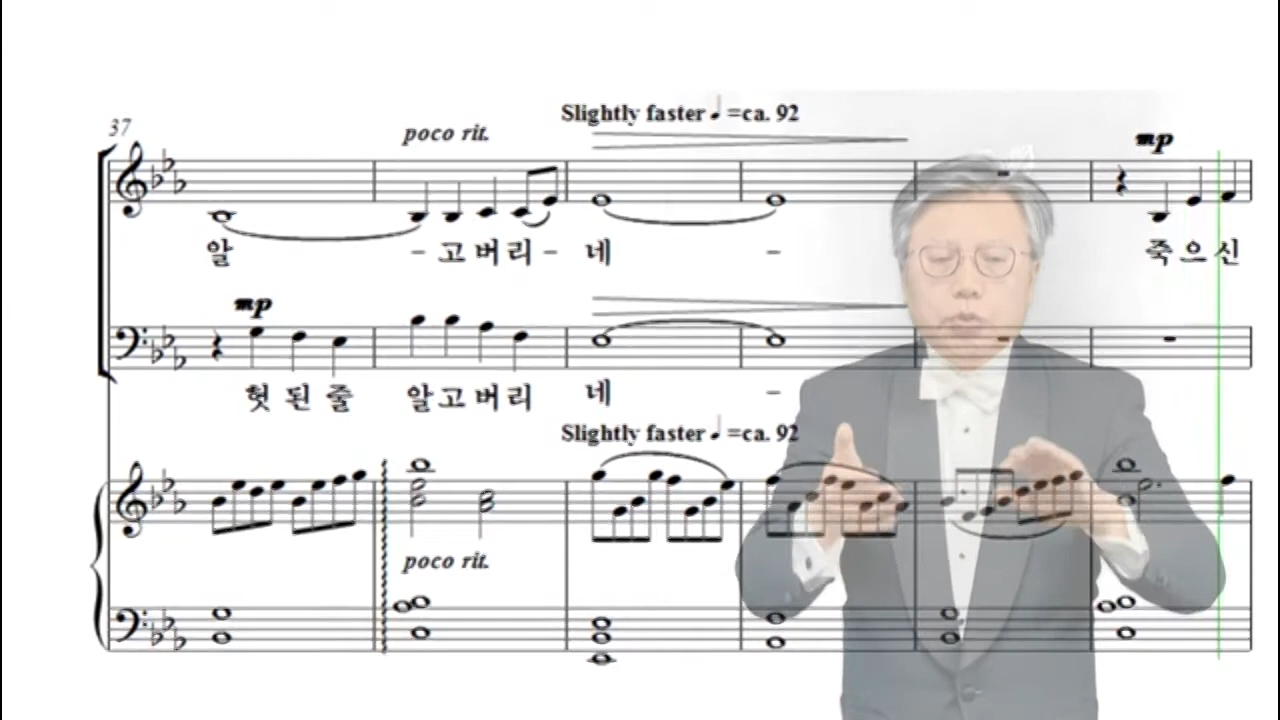 Slightly faster ♩=ca. 92
37
poco rit.
mp
알 - 고버리 - 네 - 죽으신
mp
헛된줄 알고버리 네 -
Slightly faster ♩=ca. 92
poco rit.